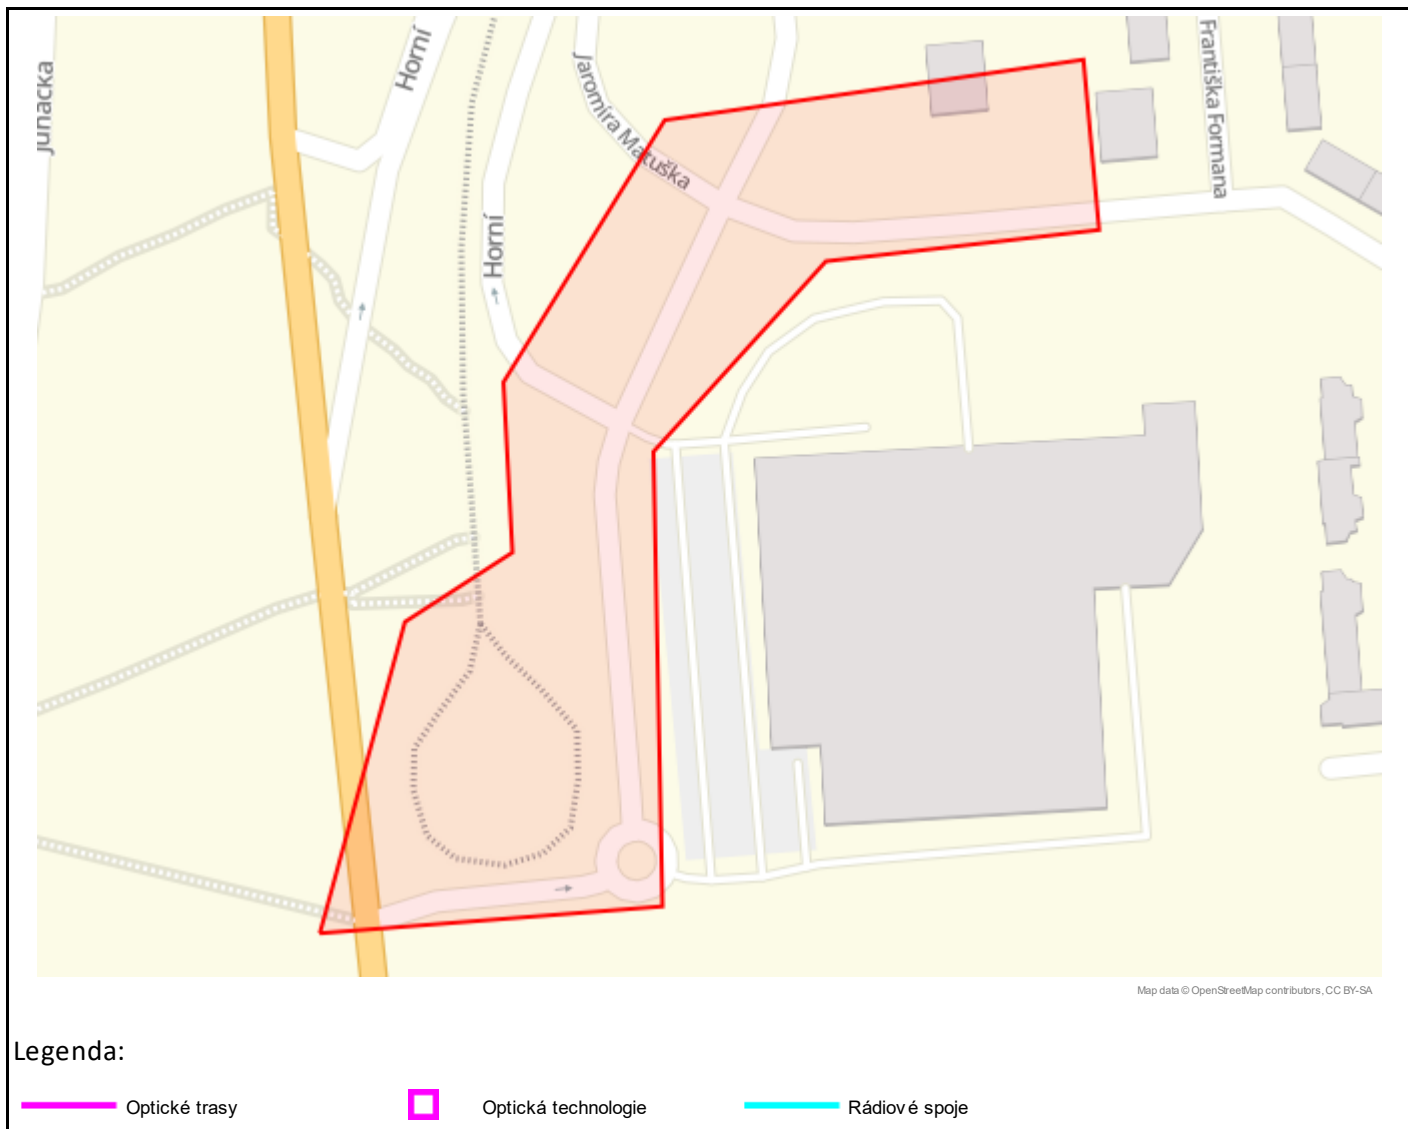 Junácká
Horní
Jaromíra Matuška
Františka Formana
Horní
Map data © OpenStreetMap contributors, CC BY-SA
Legenda:
Optické trasy
Optická technologie
Rádiové spoje